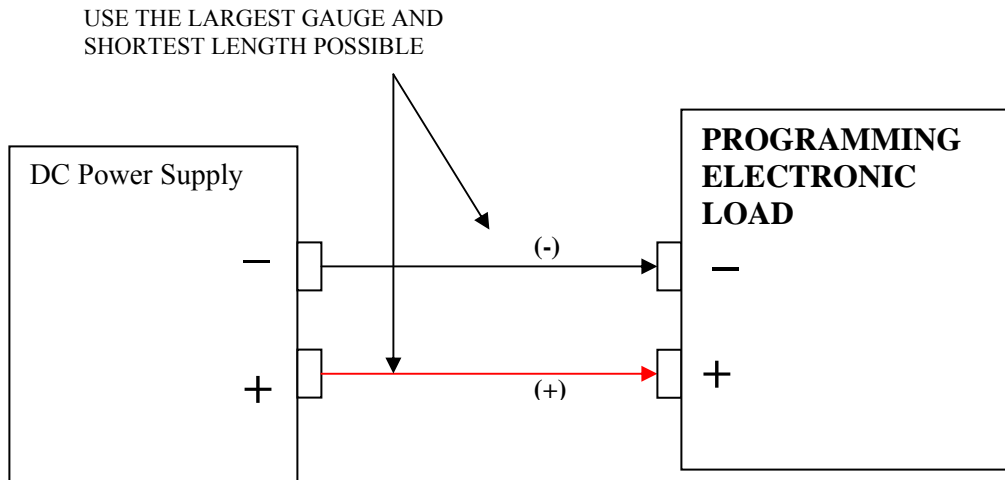 USE THE LARGEST GAUGE AND
SHORTEST LENGTH POSSIBLE
DC Power Supply
PROGRAMMING
ELECTRONIC
LOAD
(-)
— —
(+)
+ +